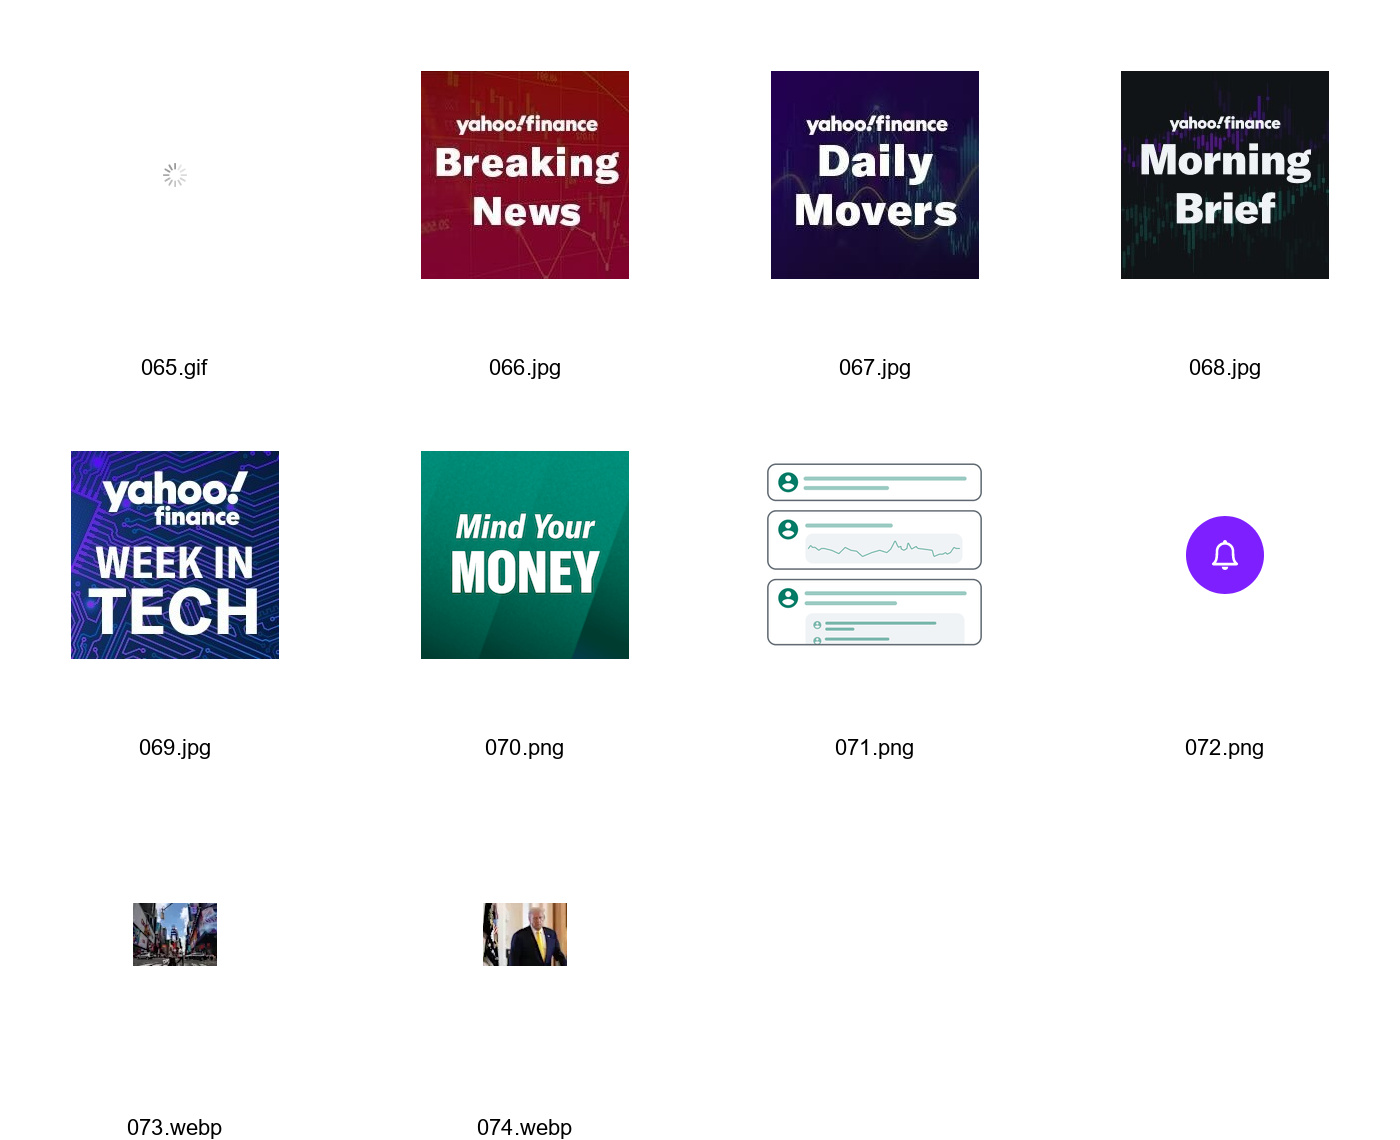 yahoo!finance
Breaking
News
yahoo!finance
Daily
Movers
yahoo!finance
Morning
Brief
065.gif
066.jpg
067.jpg
068.jpg
yahoo!
finance
WEEK IN
TECH
Mind Your
MONEY
069.jpg
070.png
071.png
072.png
073.webp
074.webp